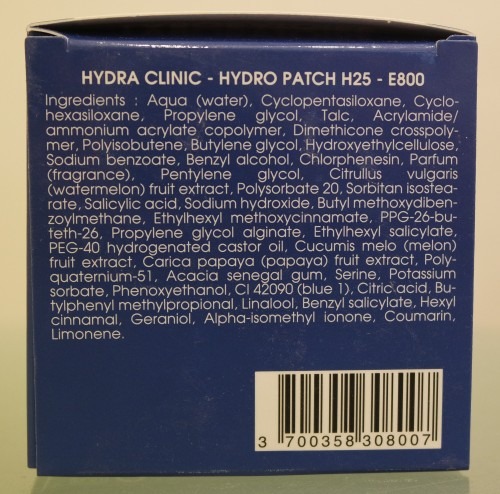 HYDRA CLINIC - HYDRO PATCH H25 - E800
Ingredients : Aqua (water), Cyclopentasiloxane, Cyclo-
hexasiloxane, Propylene glycol, Talc, Acrylamide/
ammonium acrylate copolymer, Dimethicone crosspoly-
mer, Polyisobutene, Butylene glycol, Hydroxyethylcellulose,
Sodium benzoate, Benzyl alcohol, Chlorphenesin, Parfum
(fragrance), Pentylene glycol, Citrullus vulgaris
(watermelon) fruit extract, Polysorbate 20, Sorbitan isostea-
rate, Salicylic acid, Sodium hydroxide, Butyl methoxydiben-
zoylmethane, Ethylhexyl methoxycinnamate, PPG-26-bu-
teth-26, Propylene glycol alginate, Ethylhexyl salicylate,
PEG-40 hydrogenated castor oil, Cucumis melo (melon)
fruit extract, Carica papaya (papaya) fruit extract, Poly-
quaternium-51, Acacia senegal gum, Serine, Potassium
sorbate, Phenoxyethanol, CI 42090 (blue 1), Citric acid, Bu-
tylphenyl methylpropional, Linalool, Benzyl salicylate, Hexyl
cinnamal, Geraniol, Alpha-isomethyl ionone, Coumarin,
Limonene.
3 700358 308007